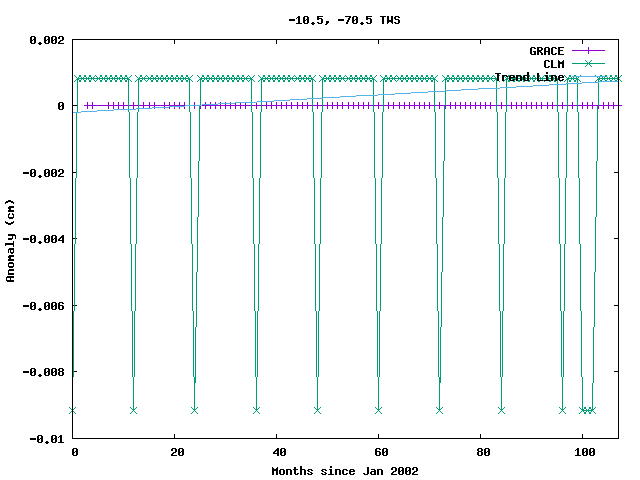 -10.5, -70.5 TWS
GRACE
CLM
Trend Line
0.002
0
-0.002
-0.004
-0.006
-0.008
-0.01
Anomaly (cm)
0 20 40 60 80 100
Months since Jan 2002